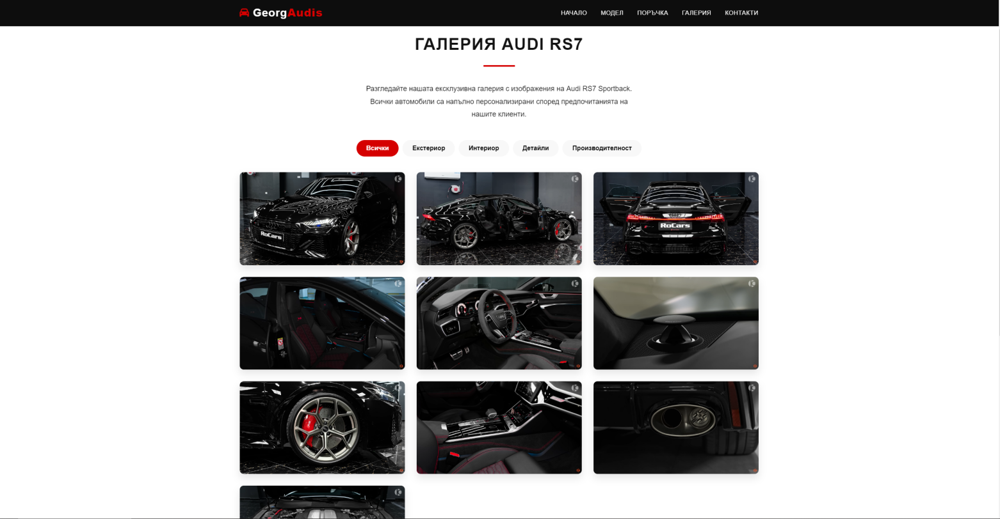 GeorgAudis
НАЧАЛО МОДЕЛ ПОРЪЧКА ГАЛЕРИЯ КОНТАКТИ
ГАЛЕРИЯ AUDI RS7
Разгледайте нашата ексклузивна галерия с изображения на Audi RS7 Sportback.
Всички автомобили са напълно персонализирани според предпочитанията на
нашите клиенти.
Всички Екстериор Интериор Детайли Производителност
RoCars
RoCars